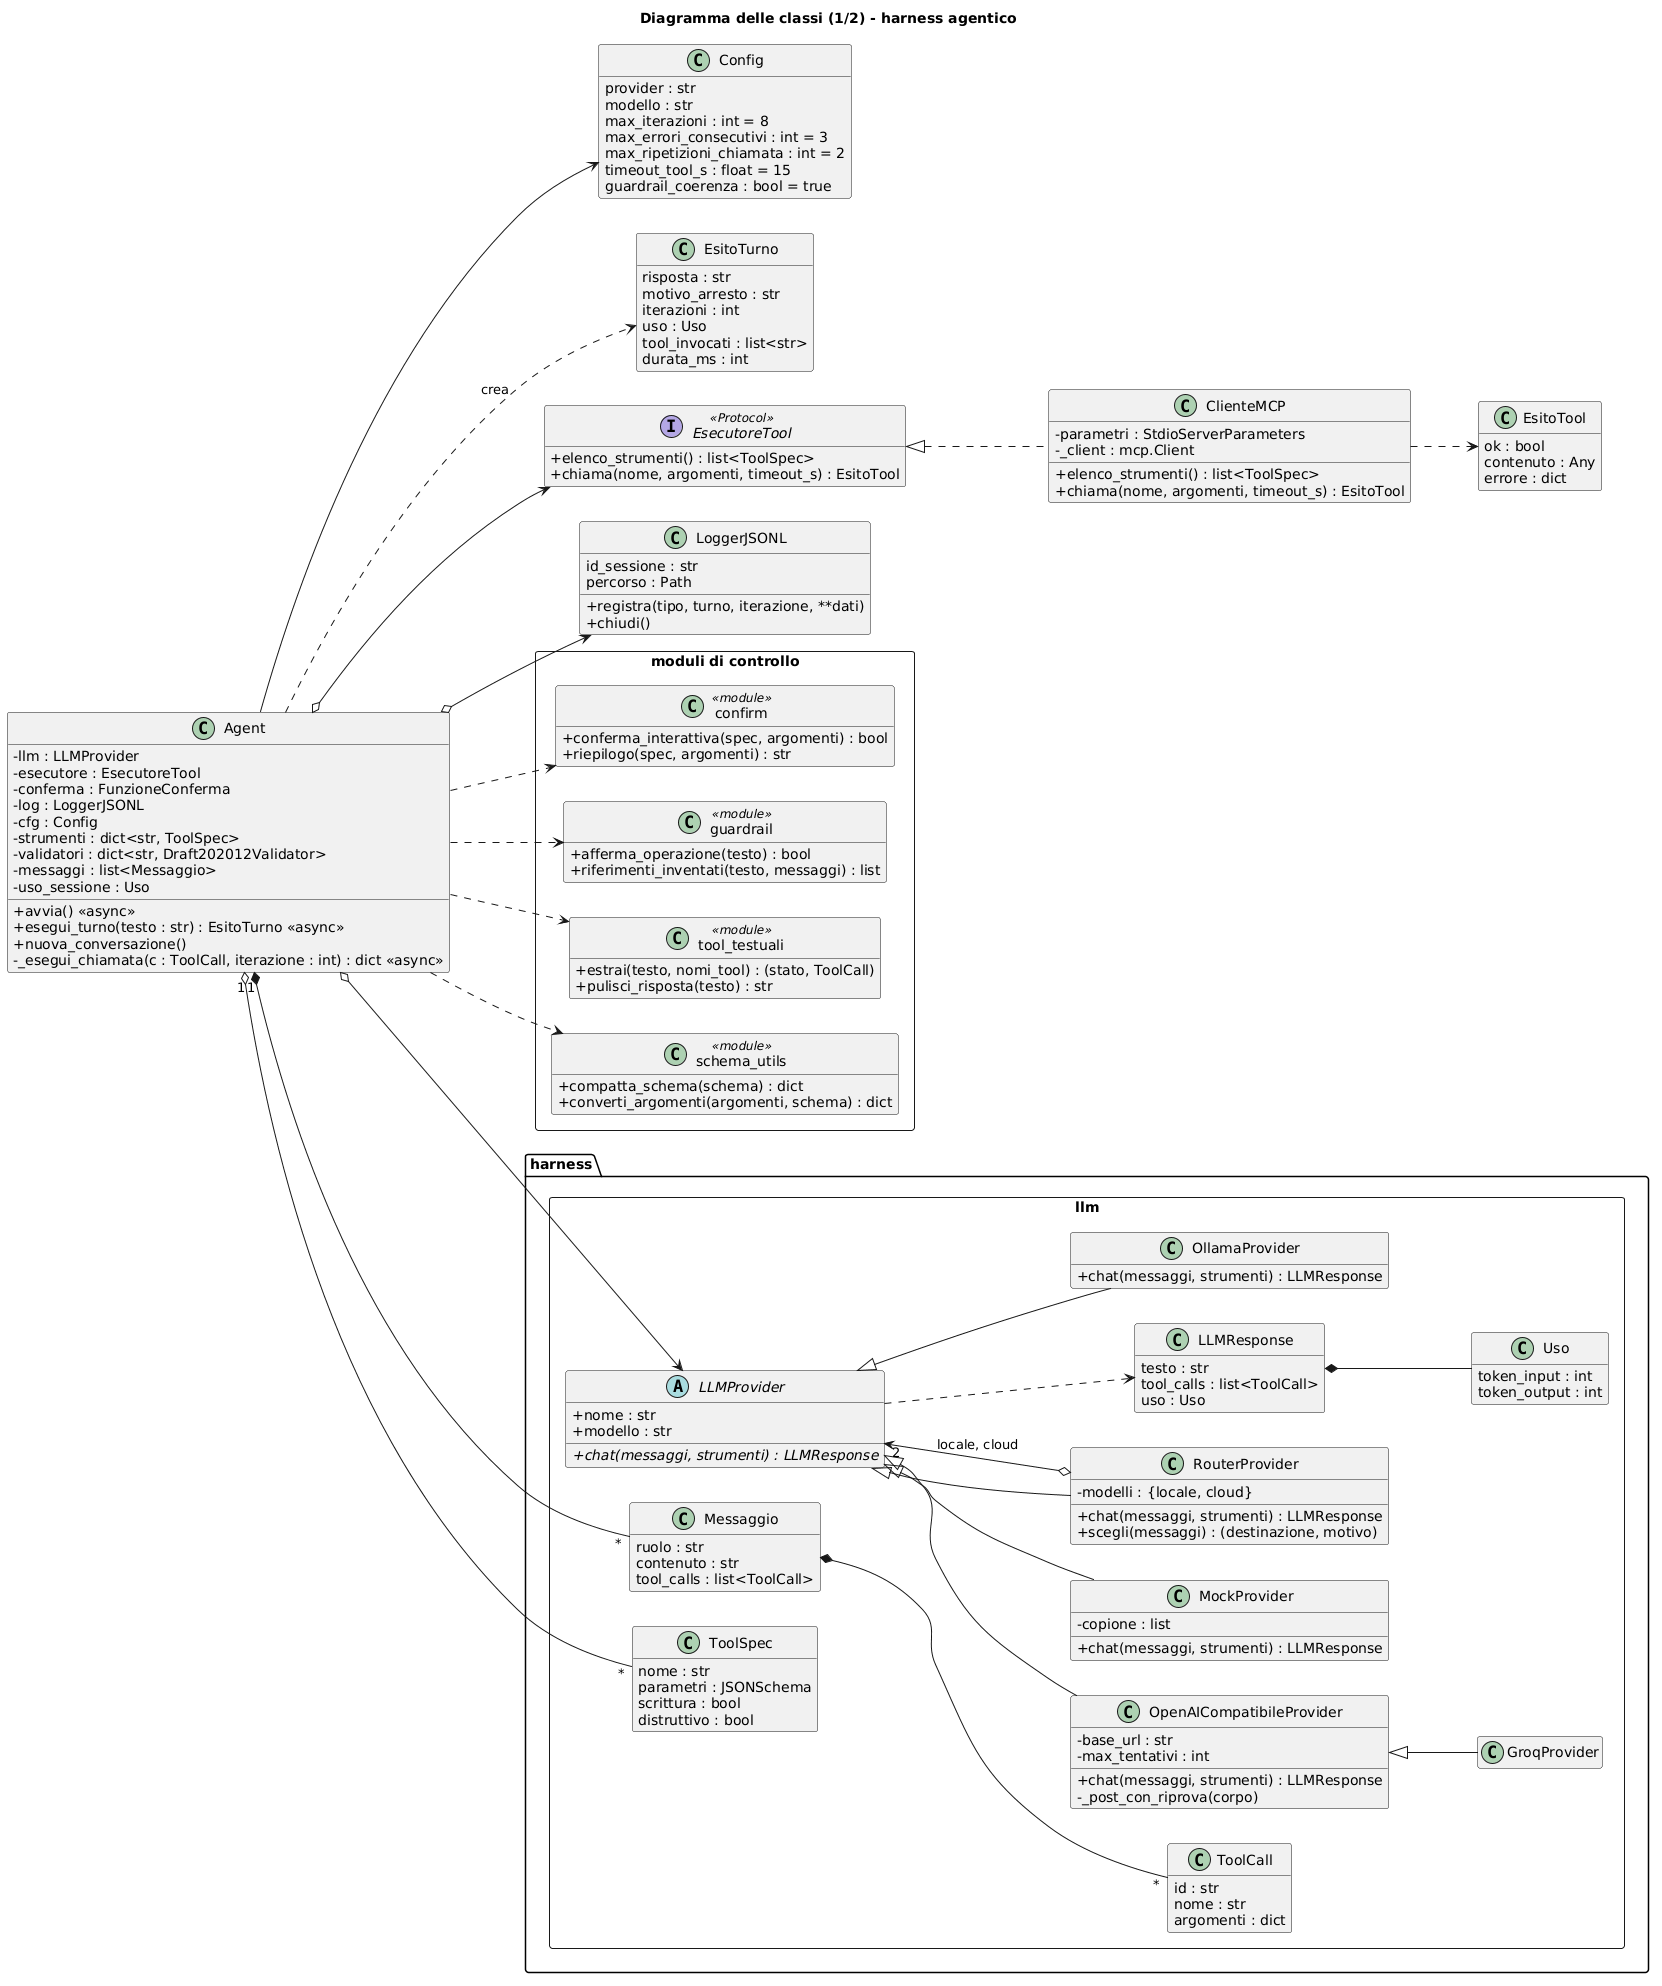 Diagramma delle classi (1/2) - harness agentico
C Config
provider : str
modello : str
max_iterazioni : int = 8
max_errori_consecutivi : int = 3
max_ripetizioni_chiamata : int = 2
timeout_tool_s : float = 15
guardrail_coerenza : bool = true
C EsitoTurno
risposta : str
motivo_arresto : str
iterazioni : int
uso : Uso
tool_invocati : list<str>
durata_ms : int
crea
I «Protocol»
EsecutoreTool
+elenco_strumenti() : list<ToolSpec>
+chiama(nome, argomenti, timeout_s) : EsitoTool
C ClienteMCP
-parametri : StdioServerParameters
-_client : mcp.Client
+elenco_strumenti() : list<ToolSpec>
+chiama(nome, argomenti, timeout_s) : EsitoTool
C EsitoTool
ok : bool
contenuto : Any
errore : dict
C LoggerJSONL
id_sessione : str
percorso : Path
+registra(tipo, turno, iterazione, **dati)
+chiudi()
moduli di controllo
C «module»
confirm
+conferma_interattiva(spec, argomenti) : bool
+riepilogo(spec, argomenti) : str
C «module»
guardrail
+afferma_operazione(testo) : bool
+riferimenti_inventati(testo, messaggi) : list
C «module»
tool_testuali
+estrai(testo, nomi_tool) : (stato, ToolCall)
+pulisci_risposta(testo) : str
C «module»
schema_utils
+compatta_schema(schema) : dict
+converti_argomenti(argomenti, schema) : dict
C Agent
-llm : LLMProvider
-esecutore : EsecutoreTool
-conferma : FunzioneConferma
-log : LoggerJSONL
-cfg : Config
-strumenti : dict<str, ToolSpec>
-validatori : dict<str, Draft202012Validator>
-messaggi : list<Messaggio>
-uso_sessione : Uso
+avvia() «async»
+esegui_turno(testo : str) : EsitoTurno «async»
+nuova_conversazione()
-_esegui_chiamata(c : ToolCall, iterazione : int) : dict «async»
1 1
harness
llm
C OllamaProvider
+chat(messaggi, strumenti) : LLMResponse
C LLMResponse
testo : str
tool_calls : list<ToolCall>
uso : Uso
C Uso
token_input : int
token_output : int
A LLMProvider
+nome : str
+modello : str
+chat(messaggi, strumenti) : LLMResponse
locale, cloud
2
C RouterProvider
-modelli : {locale, cloud}
+chat(messaggi, strumenti) : LLMResponse
+scegli(messaggi) : (destinazione, motivo)
C Messaggio
ruolo : str
contenuto : str
tool_calls : list<ToolCall>
*
C MockProvider
-copione : list
+chat(messaggi, strumenti) : LLMResponse
C ToolSpec
nome : str
parametri : JSONSchema
scrittura : bool
distruttivo : bool
*
C OpenAICompatibileProvider
-base_url : str
-max_tentativi : int
+chat(messaggi, strumenti) : LLMResponse
-_post_con_riprova(corpo)
C GroqProvider
C ToolCall
id : str
nome : str
argomenti : dict
*